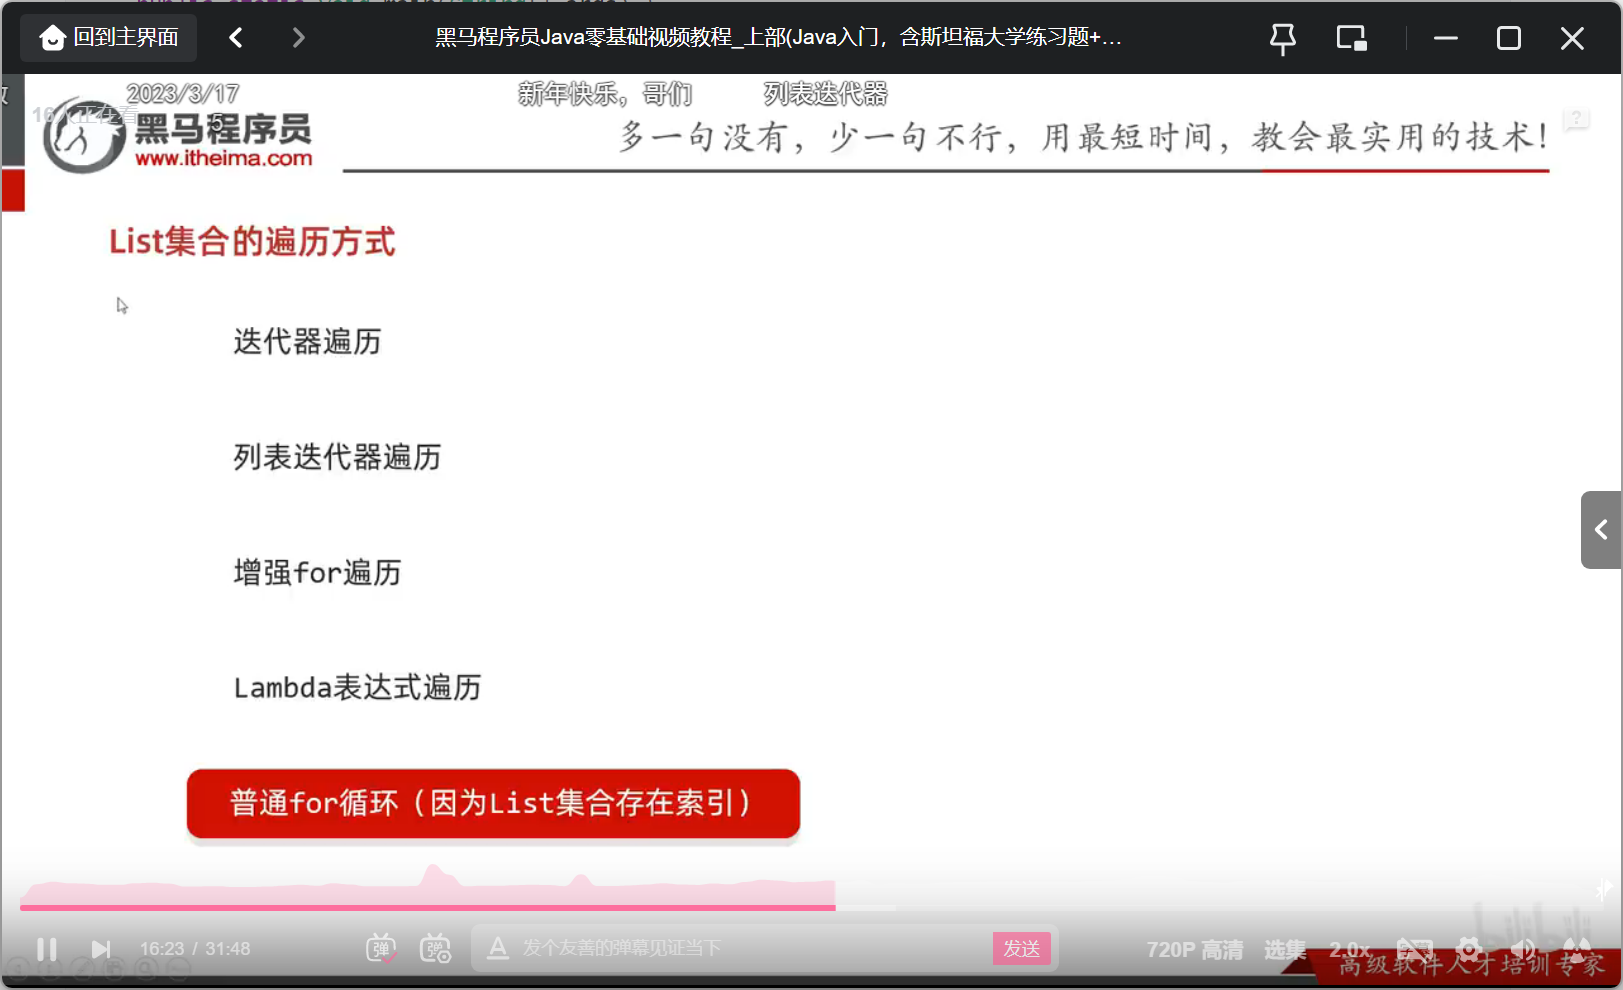 回到主界面
黑马程序员Java零基础视频教程_上部(Java入门，含斯坦福大学练习题+...
2023/3/17
新年快乐，哥们
列表迭代器
16人正在看
5
黑马程序员
www.itheima.com
多一句没有，少一句不行，用最短时间，教会最实用的技术！
List集合的遍历方式
迭代器遍历
列表迭代器遍历
增强for遍历
Lambda表达式遍历
普通for循环（因为List集合存在索引）
16:23 / 31:48
弹
弹
发个友善的弹幕见证当下
发送
720P 高清
选集
2.0x
高级软件人才培训专家